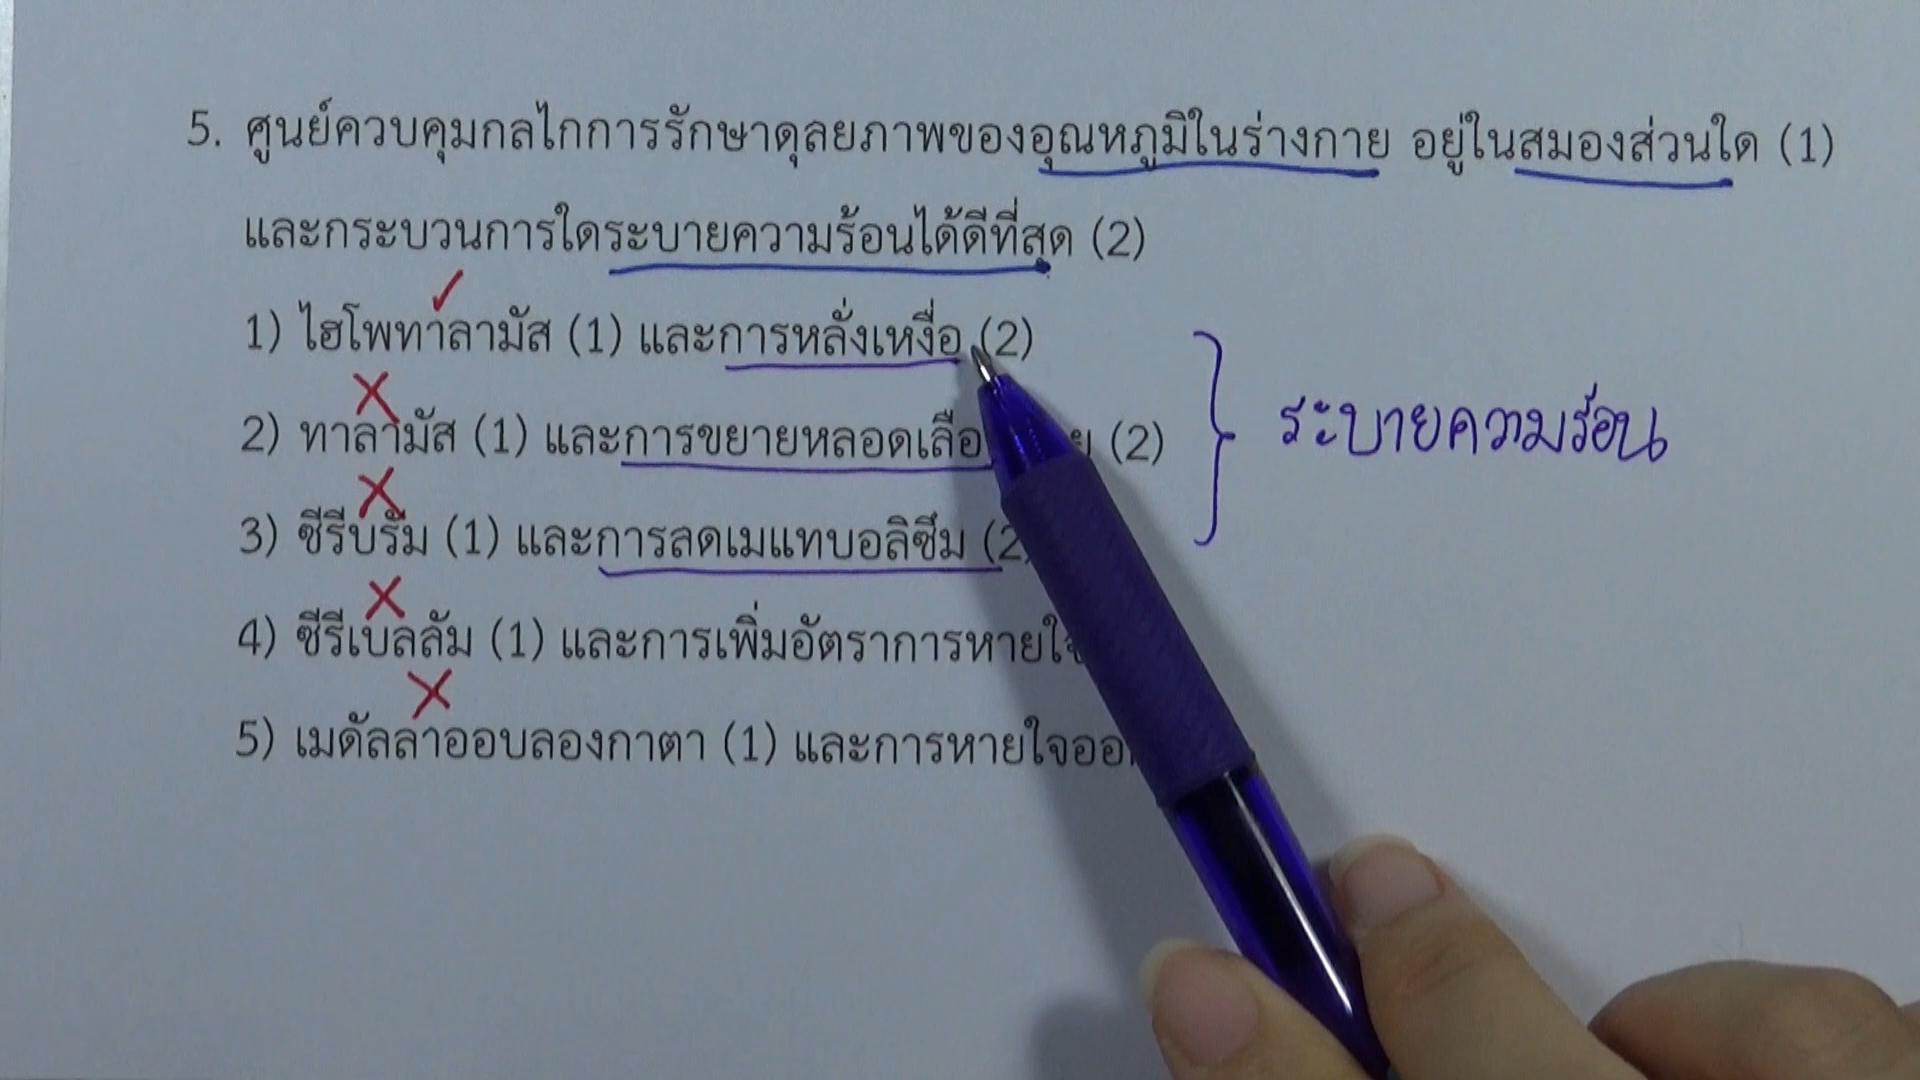 5. ศูนย์ควบคุมกลไกการรักษาดุลยภาพของอุณหภูมิในร่างกาย อยู่ในสมองส่วนใด (1)
และกระบวนการใดระบายความร้อนได้ดีที่สุด (2)
1) ไฮโพทาลามัส (1) และการหลั่งเหงื่อ (2)
2) ทาลามัส (1) และการขยายหลอดเลือ (2)
3) ซีรีบรัม (1) และการลดเมแทบอลิซึม (2
ระบายความร้อน
4) ซีรีเบลลัม (1) และการเพิ่มอัตราการหายใจ
5) เมดัลลาออบลองกาตา (1) และการหายใจออ